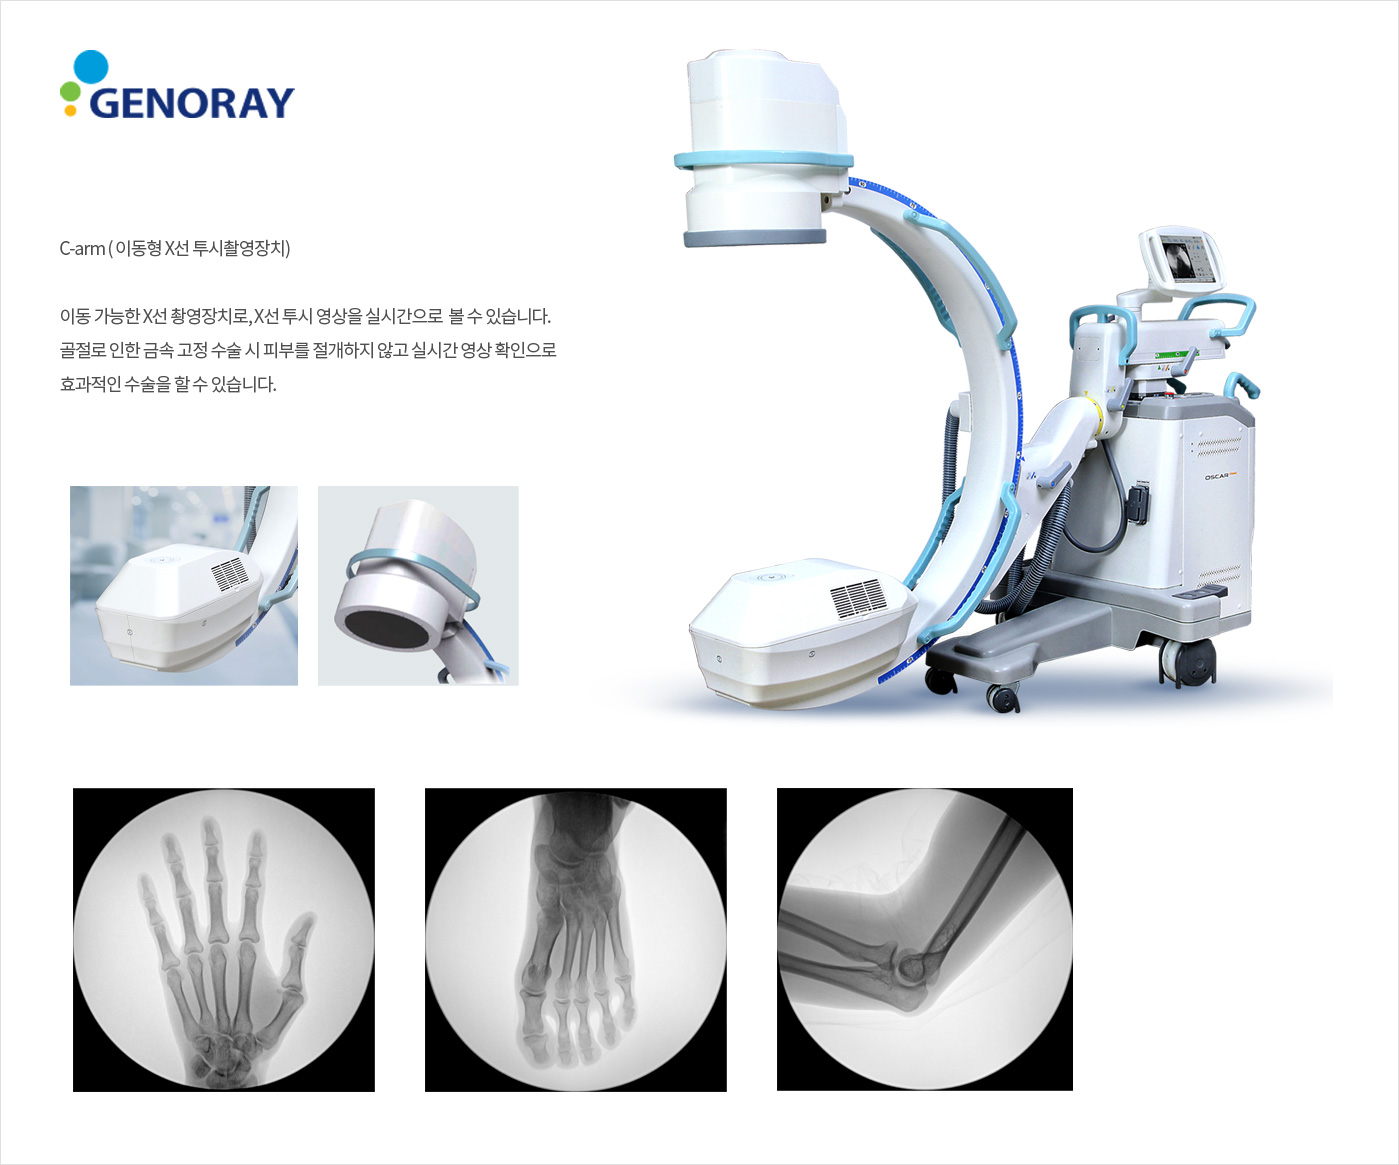 GENORAY
C-arm ( 이동형 X선 투시촬영장치)
이동 가능한 X선 촹영장치로, X선 투시 영상을 실시간으로 볼 수 있습니다.
골절로 인한 금속 고정 수술 시 피부를 절개하지 않고 실시간 영상 확인으로
효과적인 수술을 할 수 있습니다.
OSCAR